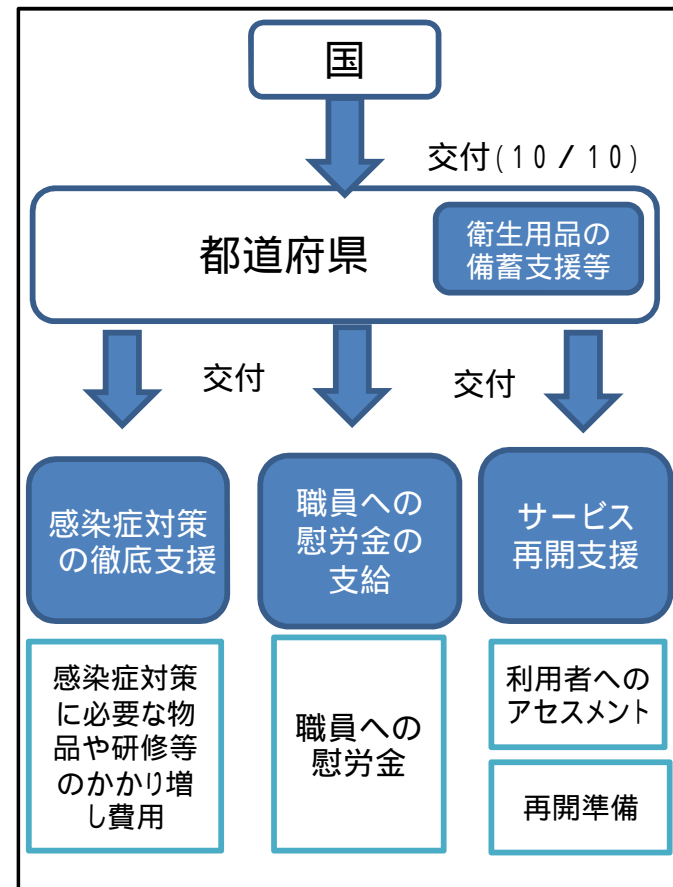 国
交付(10/10)
都道府県
衛生用品の
備蓄支援等
交付
交付
感染症対策
の徹底支援
職員への
慰労金の
支給
サービス
再開支援
感染症対策
に必要な物
品や研修等
のかかり増
し費用
職員への
慰労金
利用者への
アセスメント
再開準備